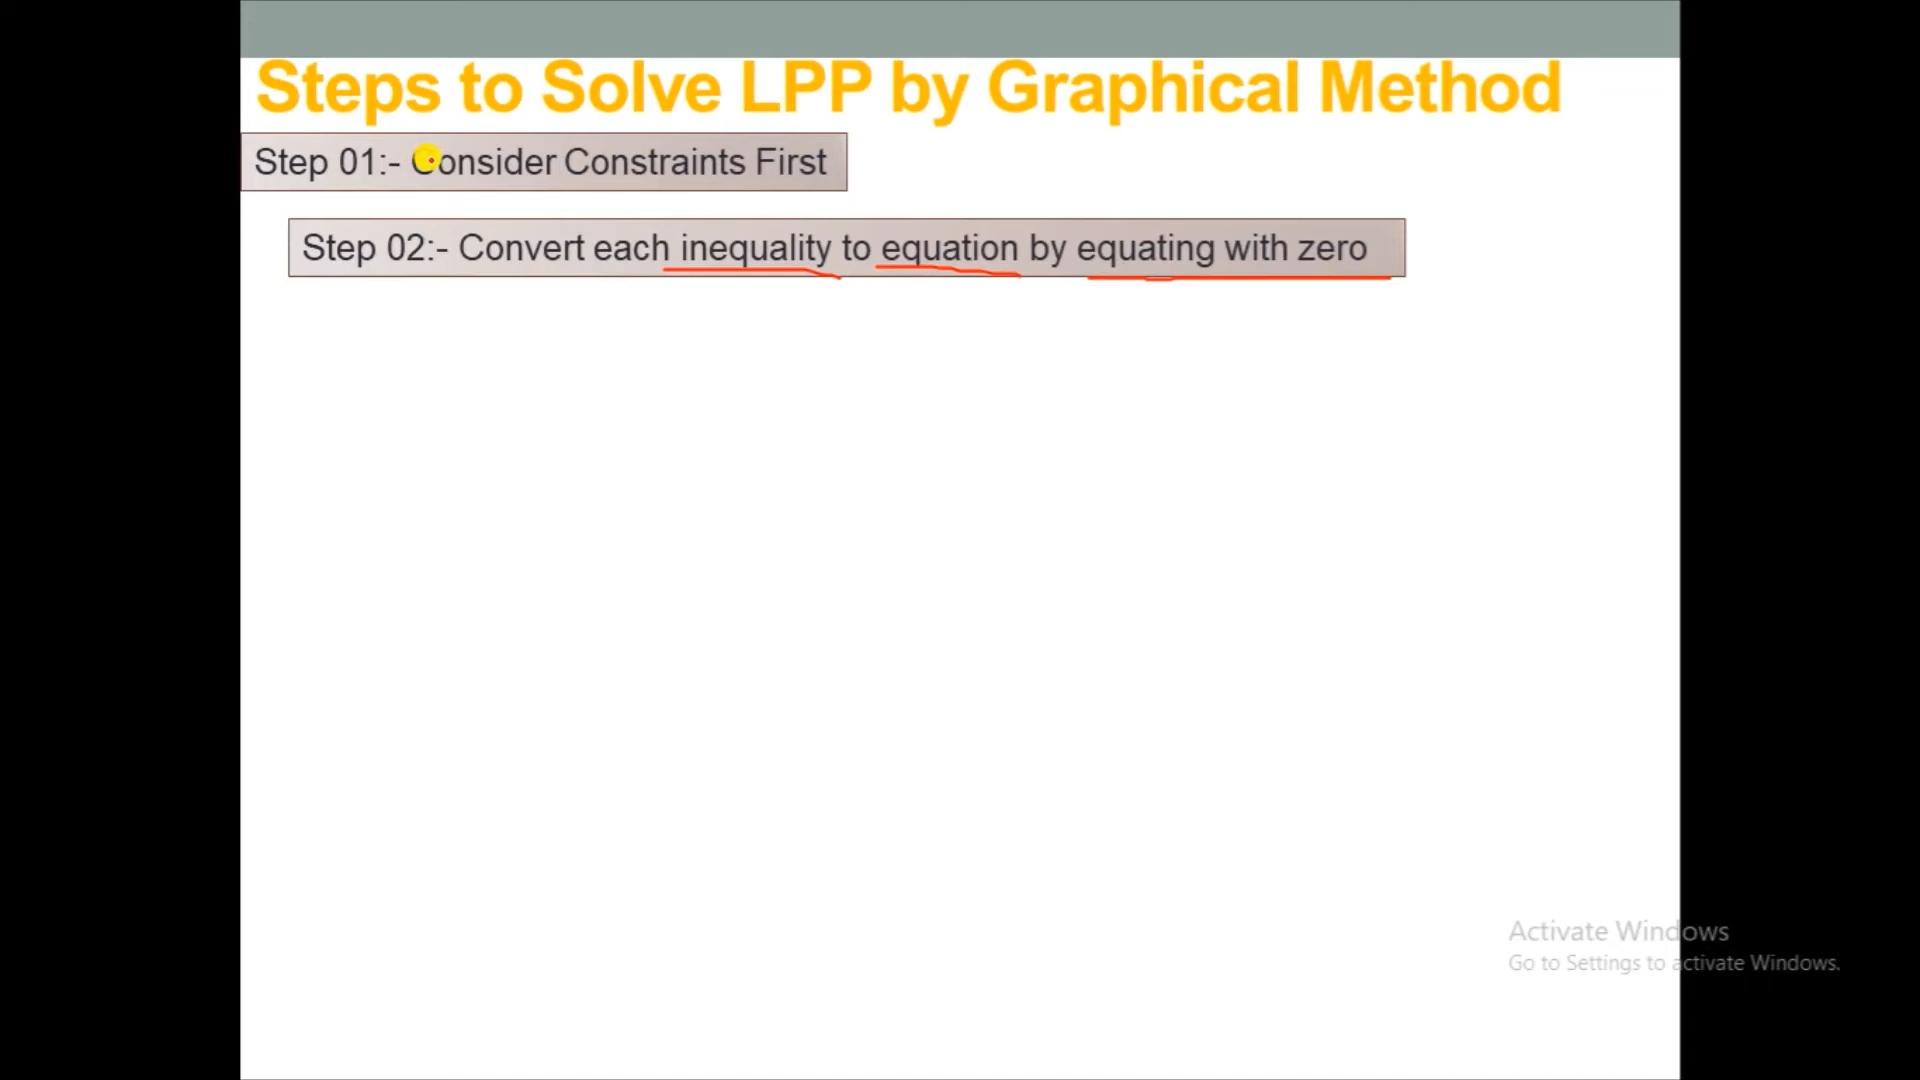 Steps to Solve LPP by Graphical Method
Step 01:- Consider Constraints First
Step 02:- Convert each inequality to equation by equating with zero
Activate Windows
Go to Settings to activate Windows.